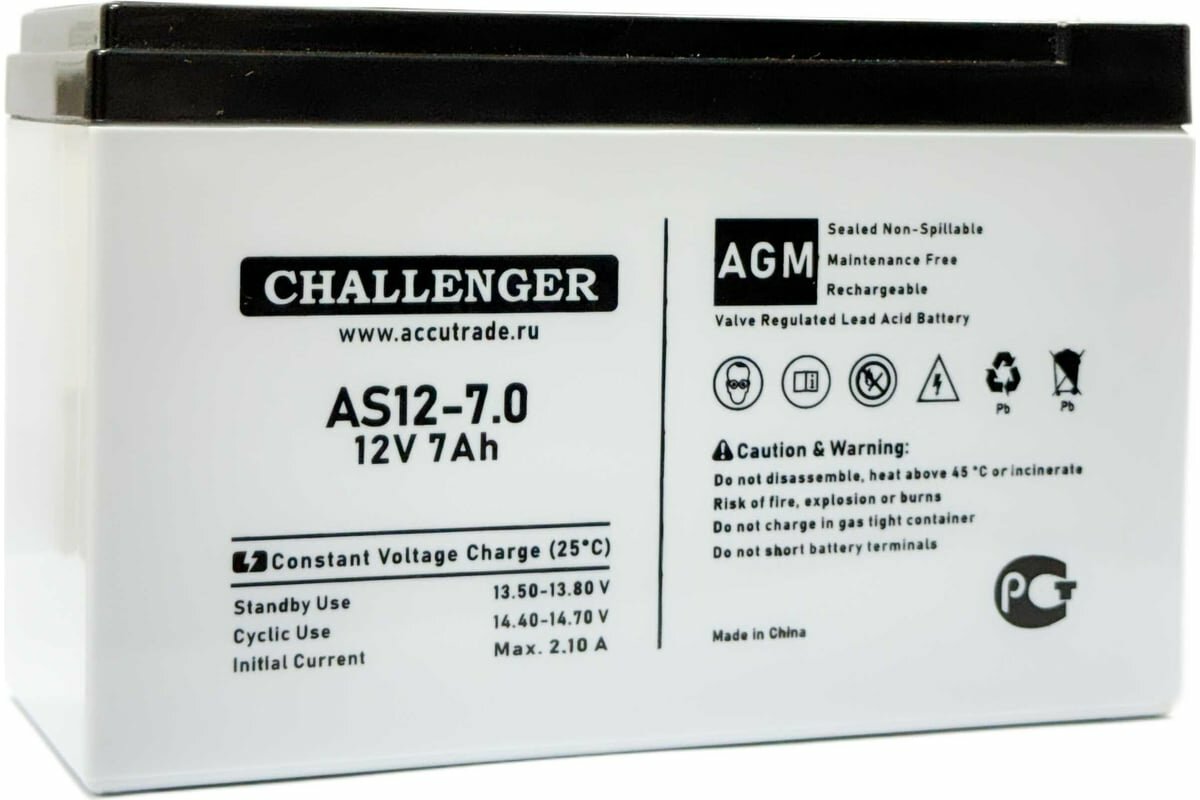 CHALLENGER
www.accutrade.ru
AS12-7.0
12V 7Ah
Constant Voltage Charge (25°C)
Standby Use 13.50-13.80 V
Cyclic Use 14.40-14.70 V
Initial Current Max. 2.10 A
AGM
Sealed Non-Spillable
Maintenance Free
Rechargeable
Valve Regulated Lead Acid Battery
Pb Pb
Caution & Warning:
Do not disassemble, heat above 45 °C or incinerate
Risk of fire, explosion or burns
Do not charge in gas tight container
Do not short battery terminals
РСТ
Made in China